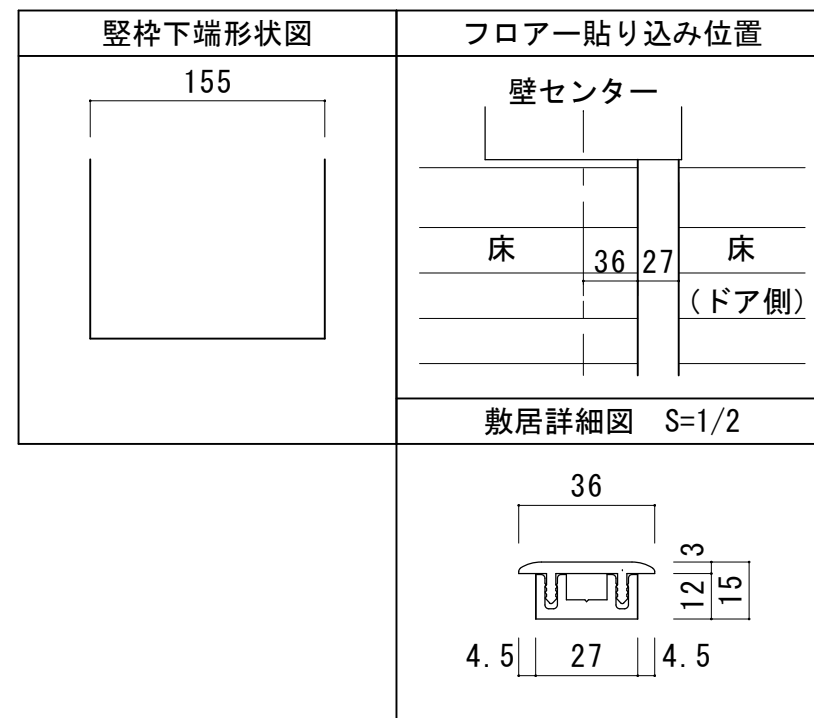 竪枠下端形状図
155
フロアー貼り込み位置
壁センター
床 36 27 床
(ドア側)
敷居詳細図 S=1/2
36
3
12 15
4.5 27 4.5